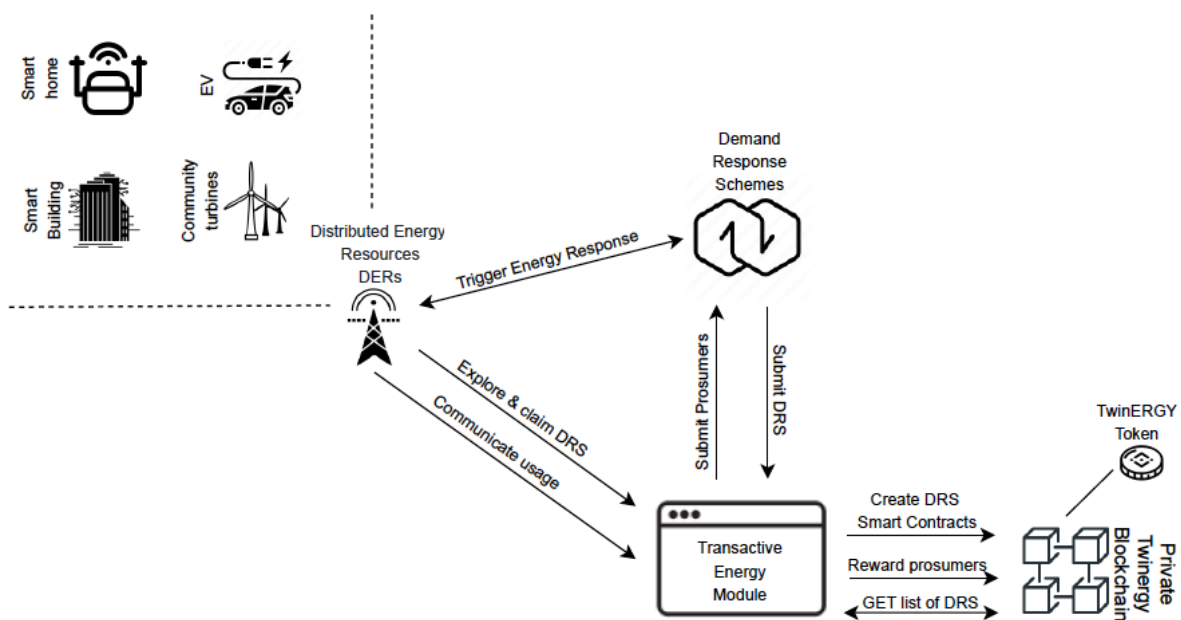 Smart
home
EV
Smart
Building
Community
turbines
Distributed Energy
Resources
DERs
Trigger Energy Response
Demand
Response
Schemes
Explore & claim DRS
Communicate usage
Submit Prosumers
Submit DRS
Transactive
Energy
Module
Create DRS
Smart Contracts
Reward prosumers
GET list of DRS
TwinERGY
Token
Private
Twinergy
Blockchain